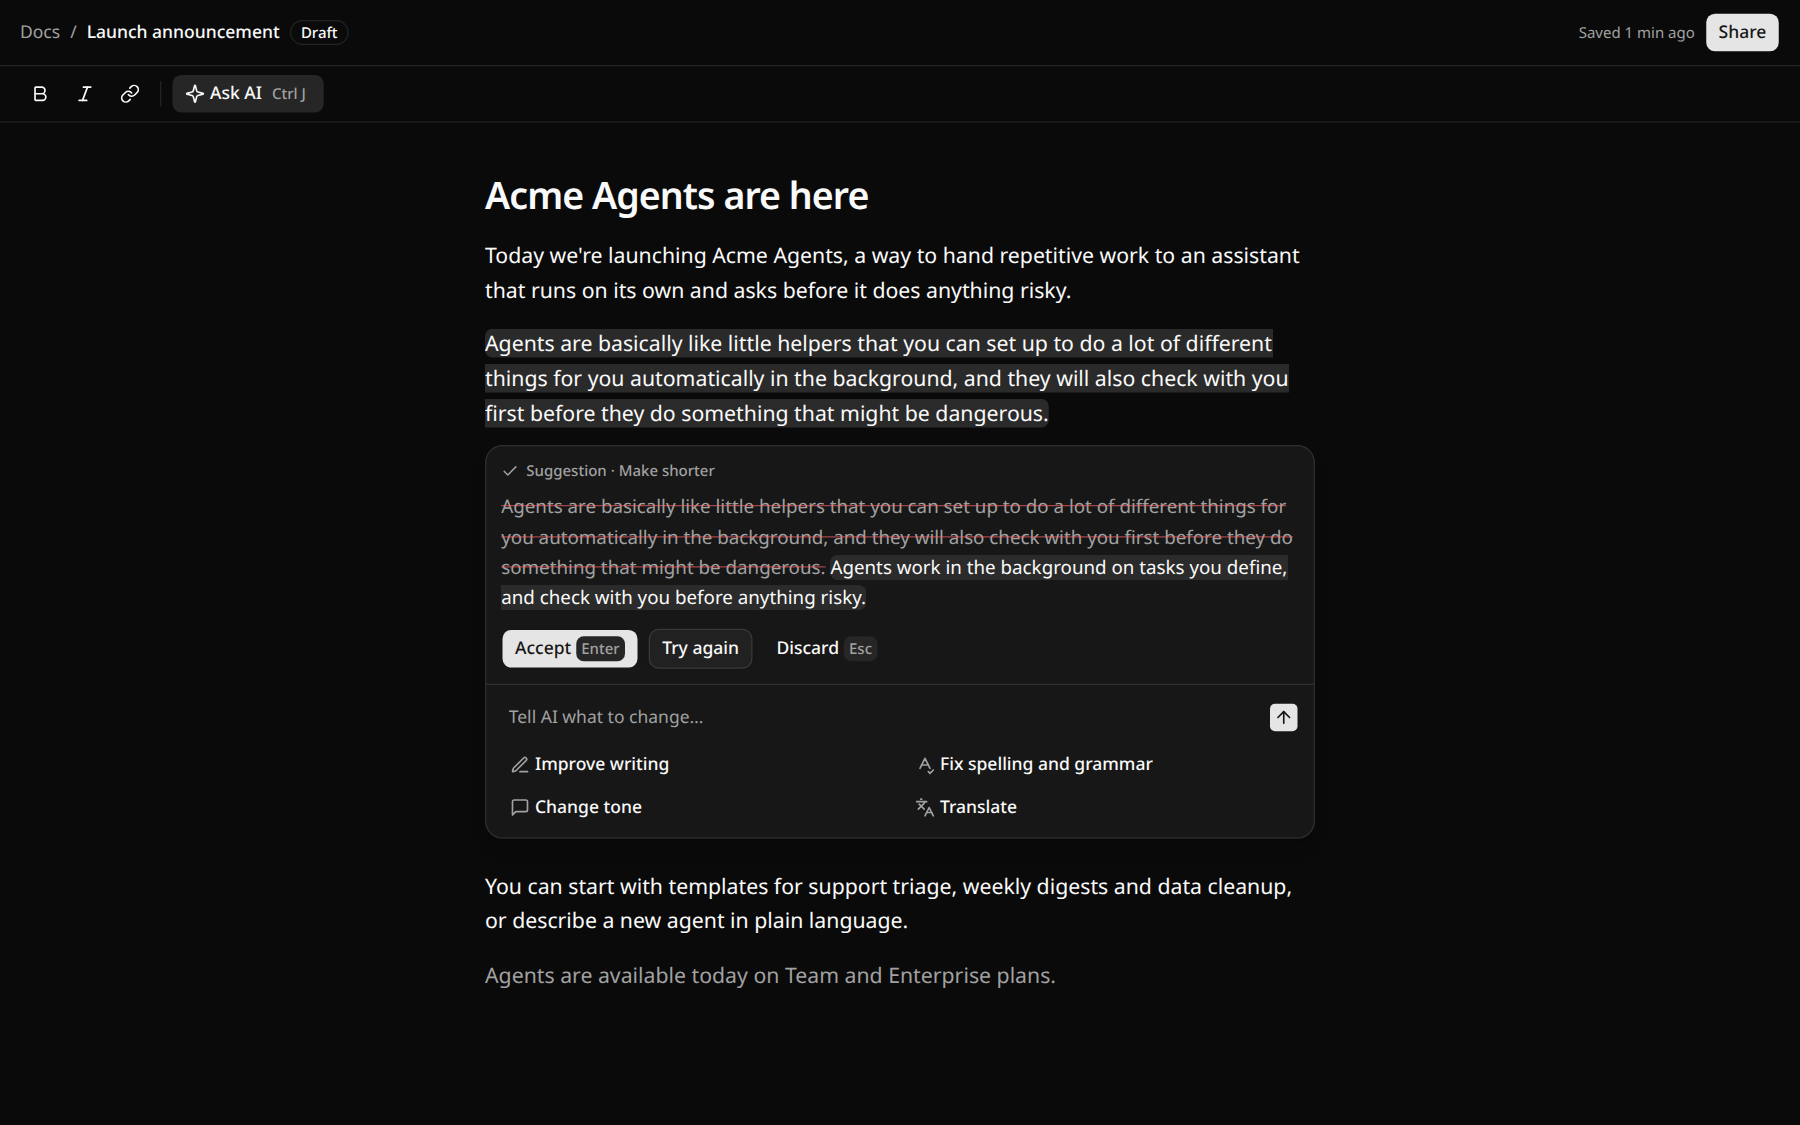 Docs / Launch announcement Draft
Saved 1 min ago Share
B I Ask AI Ctrl J
Acme Agents are here
Today we're launching Acme Agents, a way to hand repetitive work to an assistant
that runs on its own and asks before it does anything risky.
Agents are basically like little helpers that you can set up to do a lot of different
things for you automatically in the background, and they will also check with you
first before they do something that might be dangerous.
Suggestion · Make shorter
Agents are basically like little helpers that you can set up to do a lot of different things for
you automatically in the background, and they will also check with you first before they do
something that might be dangerous. Agents work in the background on tasks you define,
and check with you before anything risky.
Accept Enter Try again Discard Esc
Tell AI what to change...
Improve writing Fix spelling and grammar
Change tone Translate
You can start with templates for support triage, weekly digests and data cleanup,
or describe a new agent in plain language.
Agents are available today on Team and Enterprise plans.